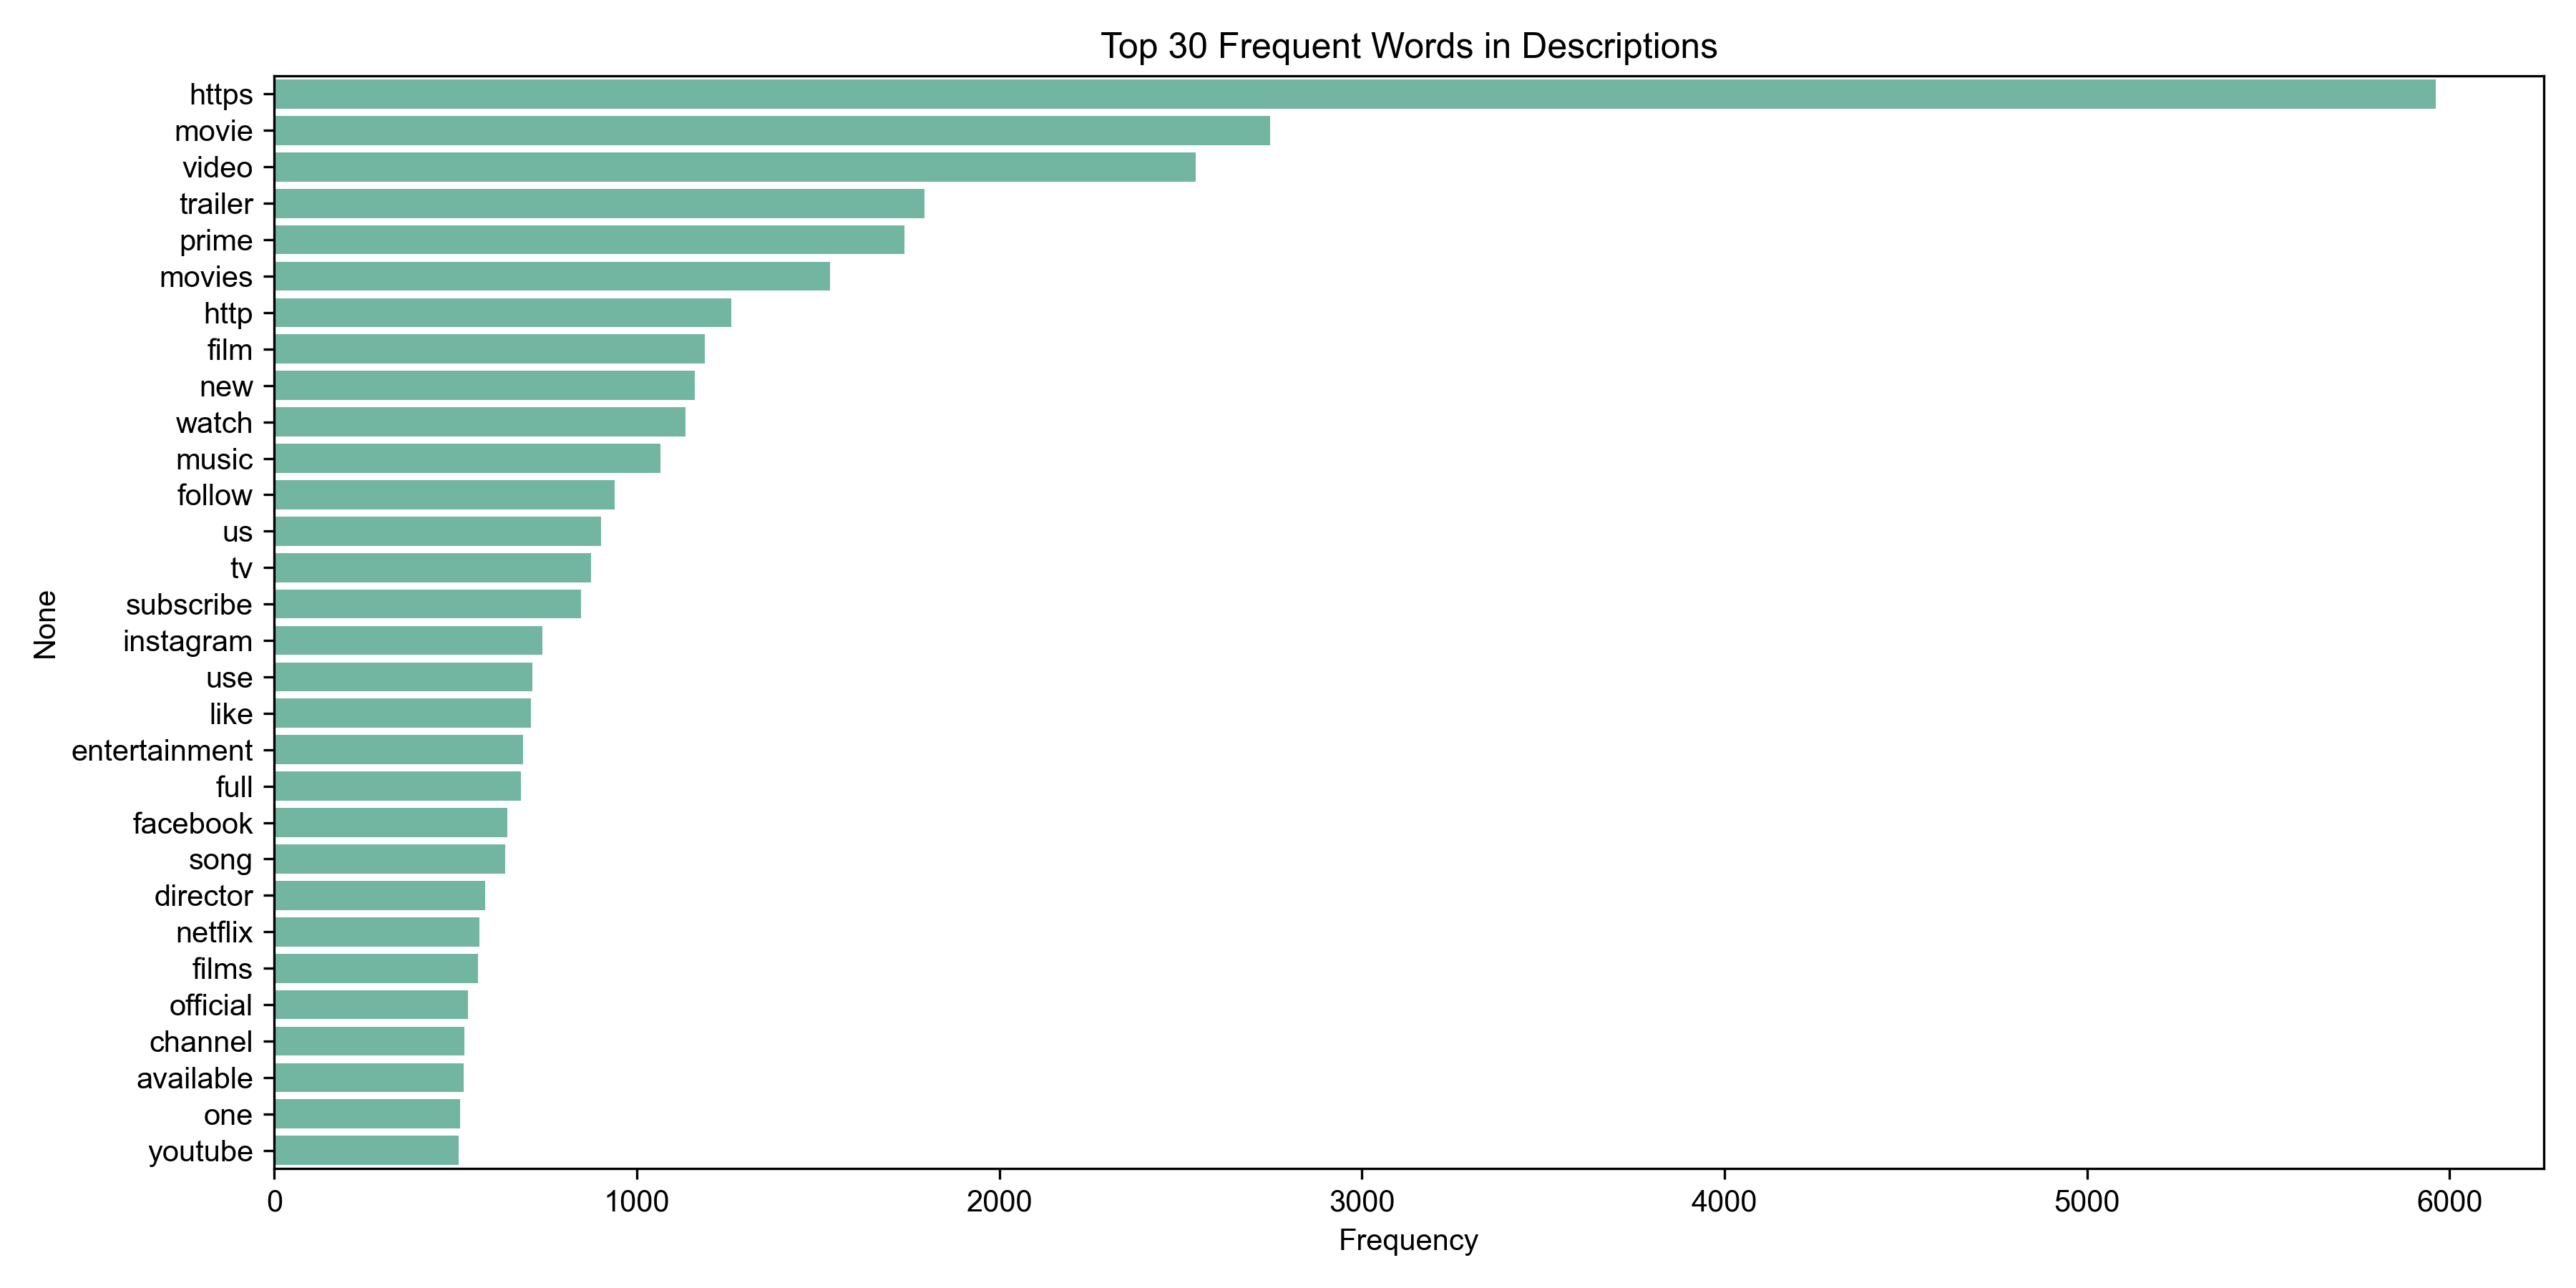 Top 30 Frequent Words in Descriptions
https
movie
video
trailer
prime
movies
http
film
new
watch
music
follow
us
tv
subscribe
instagram
use
like
entertainment
full
facebook
song
director
netflix
films
official
channel
available
one
youtube
None
0 1000 2000 3000 4000 5000 6000
Frequency